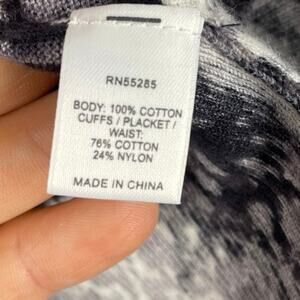 RN55285
BODY: 100% COTTON
CUFFS / PLACKET /
WAIST:
76% COTTON
24% NYLON
MADE IN CHINA